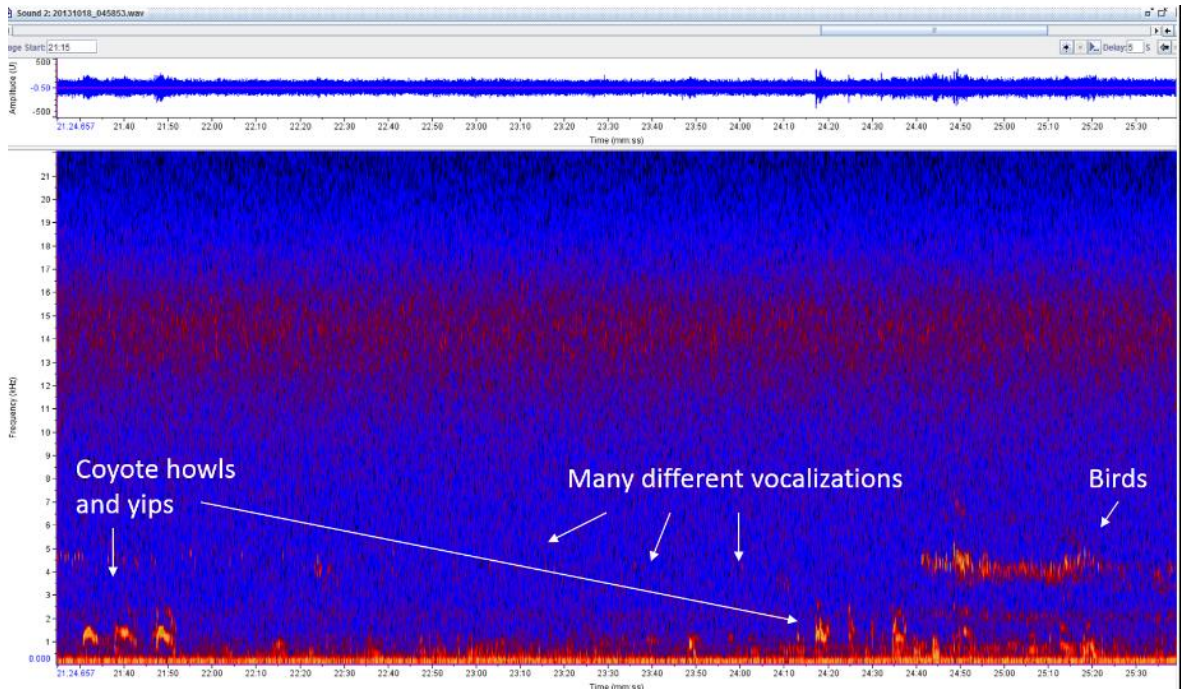 Sound 2: 20131018_045853.wav
age Start: 21:15
Delay: 5 S
Amplitude (U)
500
-0.50
-500
21:24.657 21:40 21:50 22:00 22:10 22:20 22:30 22:40 22:50 23:00 23:10 23:20 23:30 23:40 23:50 24:00 24:10 24:20 24:30 24:40 24:50 25:00 25:10 25:20 25:30
Time (mm:ss)
Frequency (kHz)
21
20
19
18
17
16
15
14
13
12
11
10
9
8
7
6
5
4
3
2
1
0.000
Coyote howls
and yips
Many different vocalizations
Birds
21:24.657 21:40 21:50 22:00 22:10 22:20 22:30 22:40 22:50 23:00 23:10 23:20 23:30 23:40 23:50 24:00 24:10 24:20 24:30 24:40 24:50 25:00 25:10 25:20 25:30
Time (mm:ss)